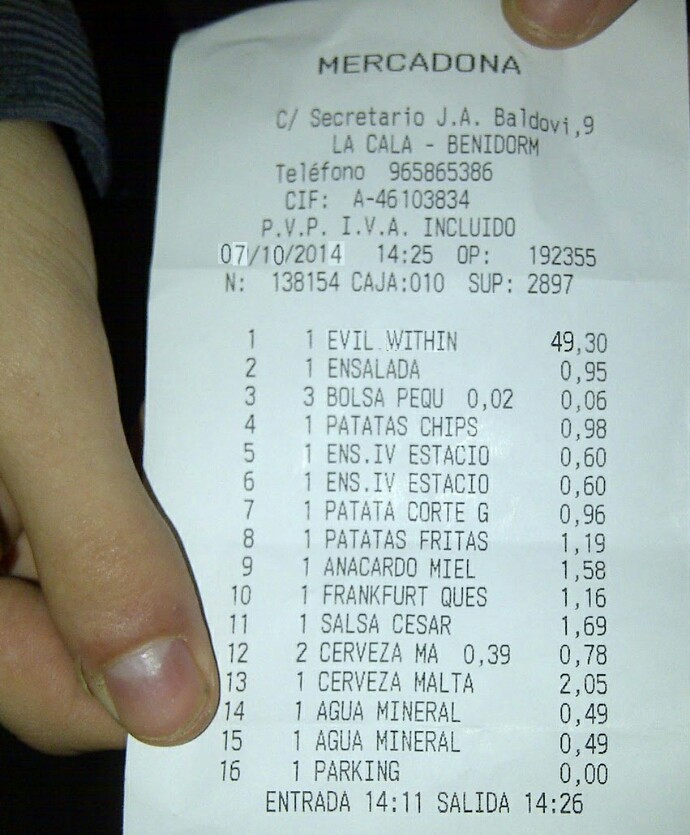 MERCADONA
C/ Secretario J.A. Baldovi,9
LA CALA - BENIDORM
Teléfono 965865386
CIF: A-46103834
P.V.P. I.V.A. INCLUIDO
07/10/2014 14:25 OP: 192355
N: 138154 CAJA:010 SUP: 2897
1 1 EVIL WITHIN 49,30
2 1 ENSALADA 0,95
3 3 BOLSA PEQU 0,02 0,06
4 1 PATATAS CHIPS 0,98
5 1 ENS.IV ESTACIO 0,60
6 1 ENS.IV ESTACIO 0,60
7 1 PATATA CORTE G 0,96
8 1 PATATAS FRITAS 1,19
9 1 ANACARDO MIEL 1,58
10 1 FRANKFURT QUES 1,16
11 1 SALSA CESAR 1,69
12 2 CERVEZA MA 0,39 0,78
13 1 CERVEZA MALTA 2,05
14 1 AGUA MINERAL 0,49
15 1 AGUA MINERAL 0,49
16 1 PARKING 0,00
ENTRADA 14:11 SALIDA 14:26